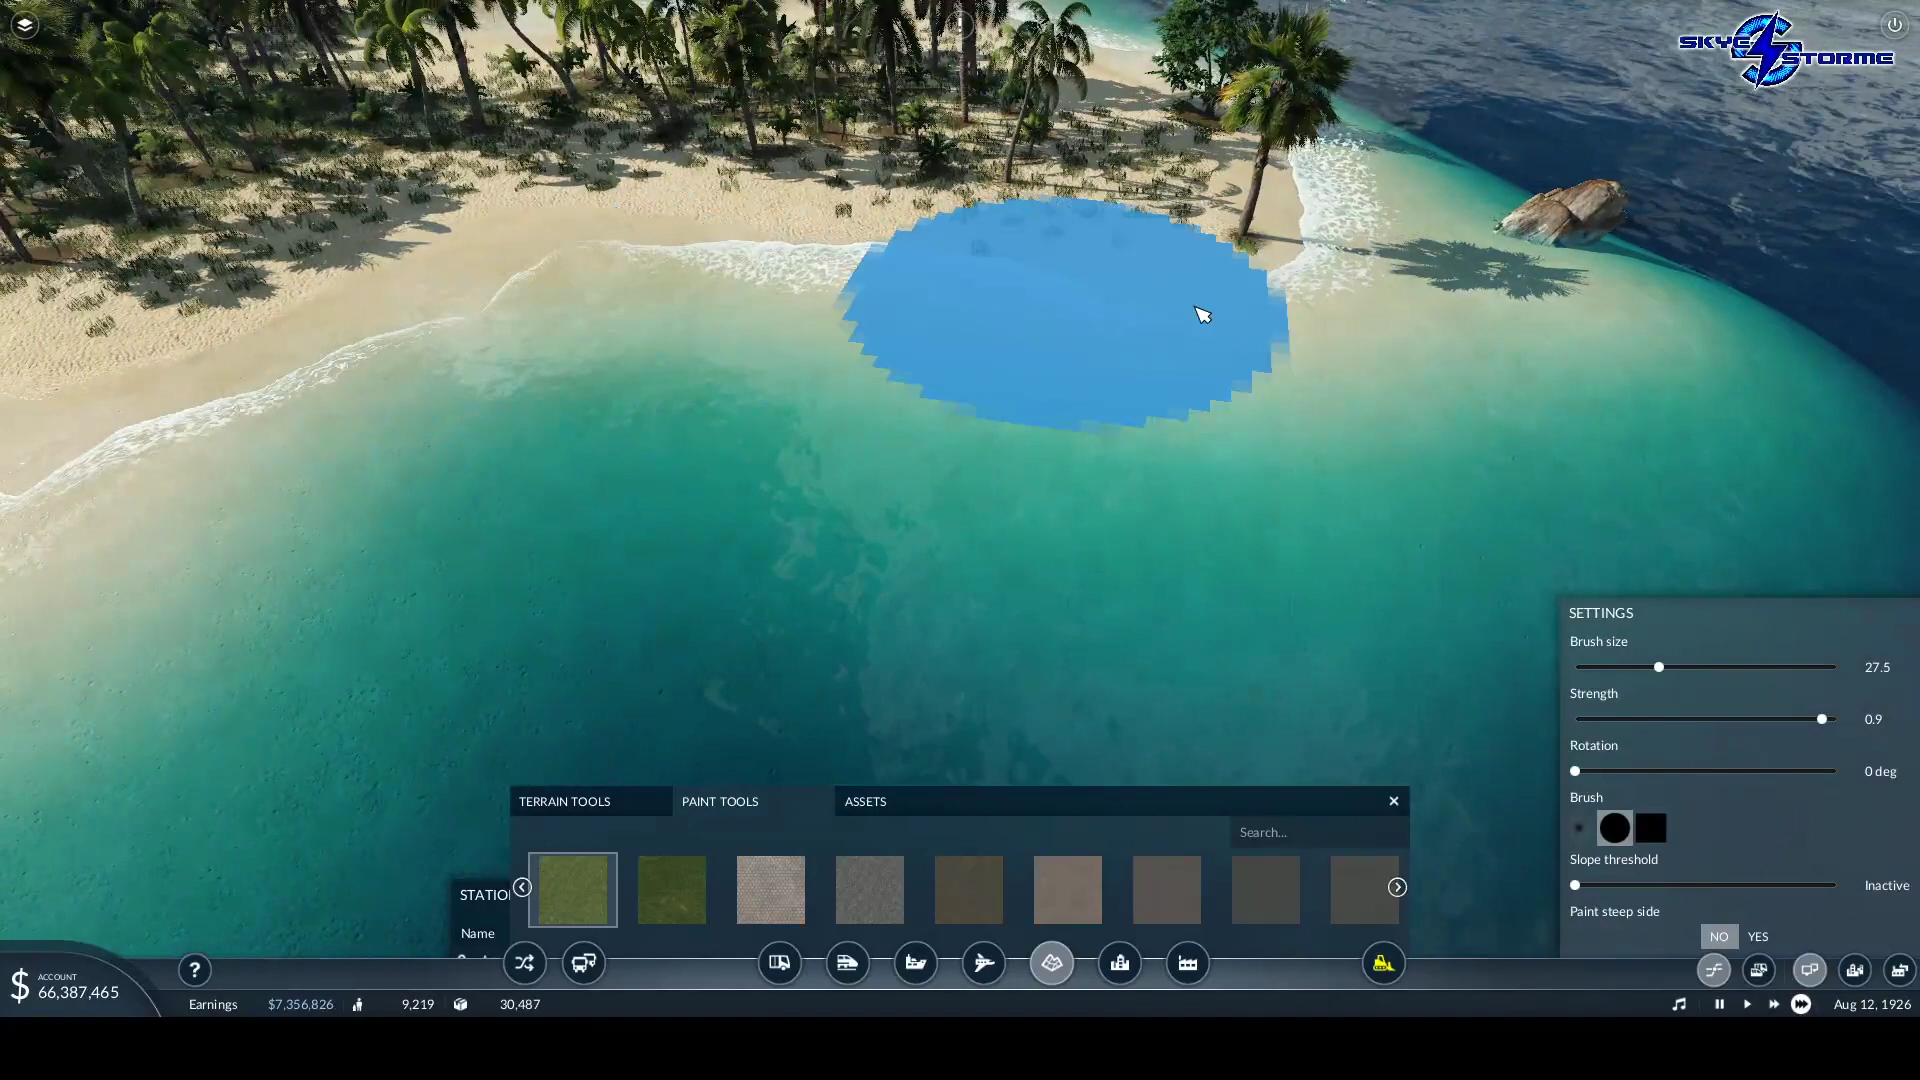 SKYE STORME
SETTINGS
Brush size
27.5
Strength
0.9
Rotation
0 deg
Brush
Slope threshold
Inactive
Paint steep side
NO YES
TERRAIN TOOLS PAINT TOOLS ASSETS
Search...
Name
$ ACCOUNT
66,387,465
?
Earnings $7,356,826 9,219 30,487
Aug 12, 1926